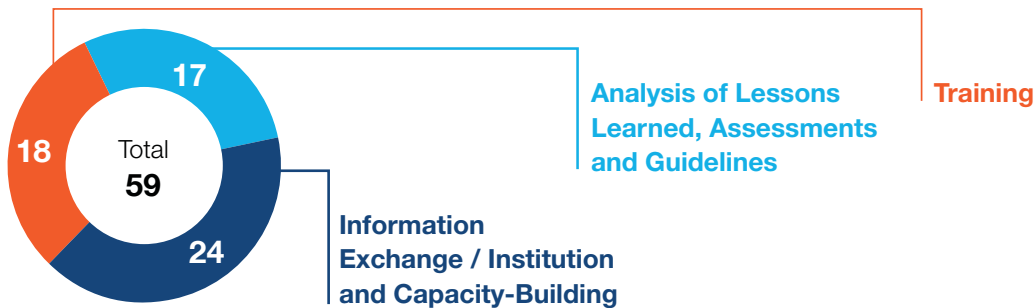 17
18
Total
59
24
Analysis of Lessons
Learned, Assessments
and Guidelines
Training
Information
Exchange / Institution
and Capacity-Building